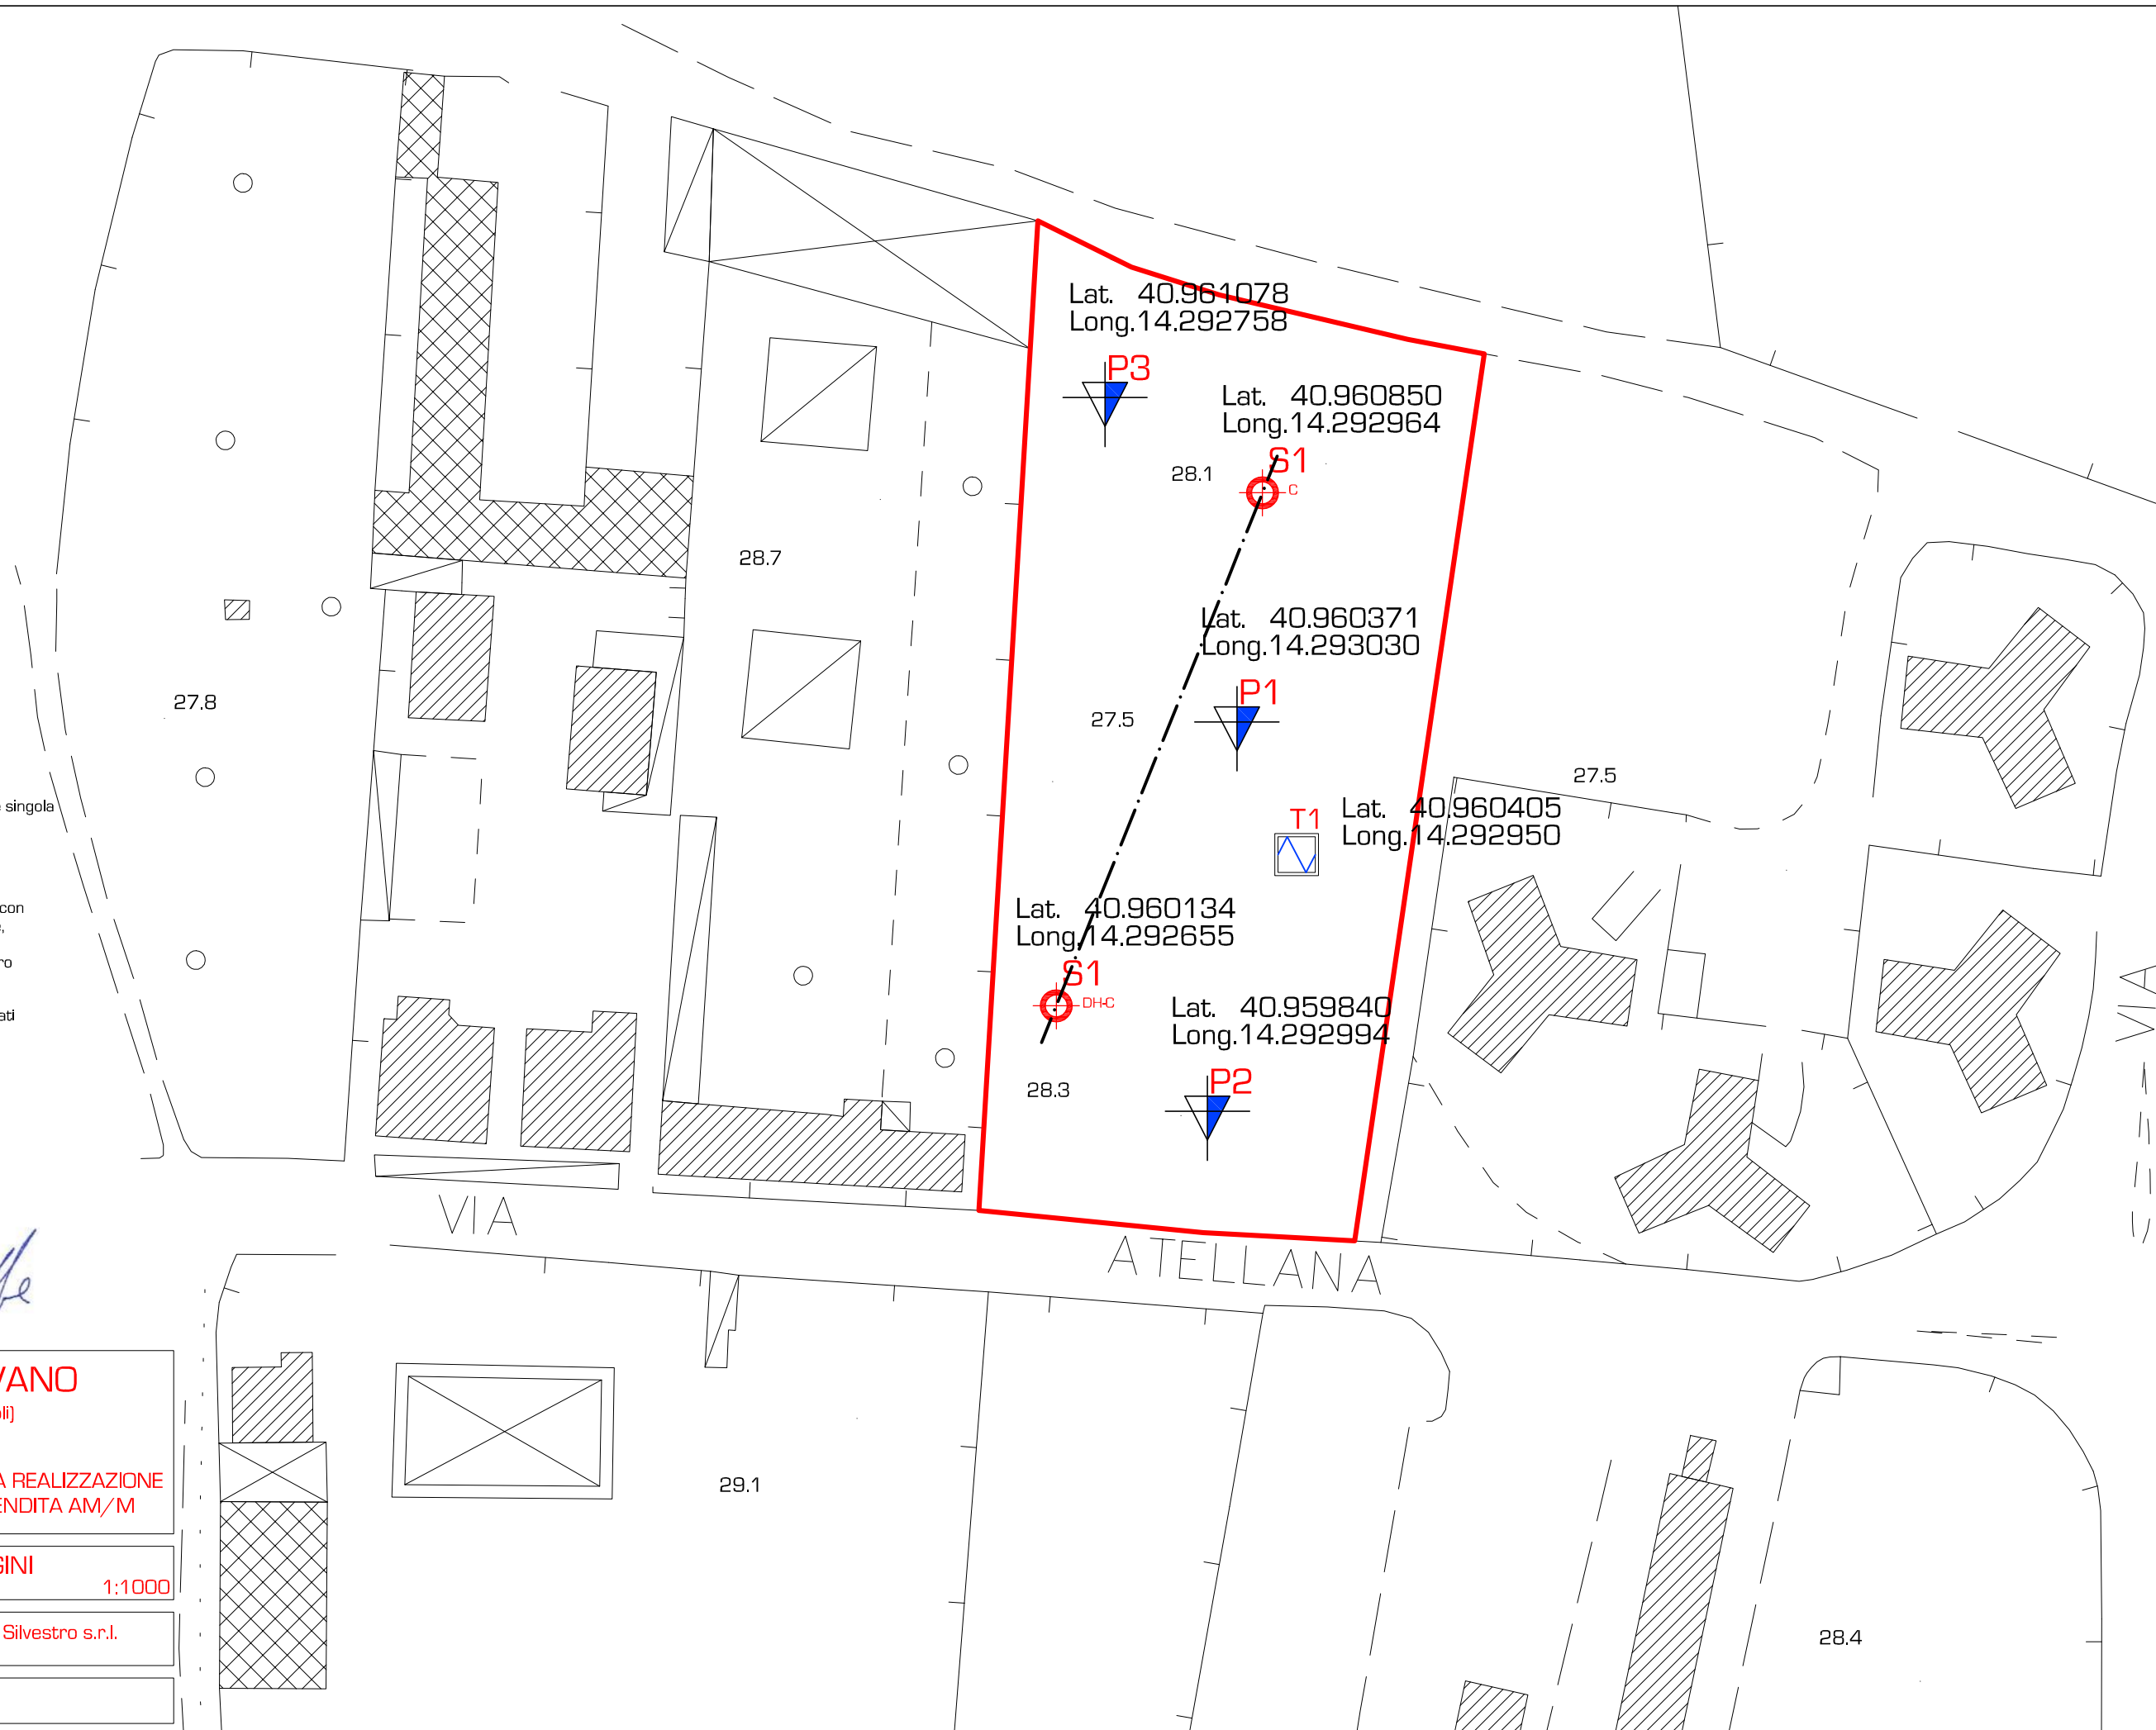 Lat. 40.961078
Long.14.292758
P3
Lat. 40.960850
Long.14.292964
S1
C
28.1
28.7
Lat. 40.960371
Long.14.293030
P1
27.8
27.5
27.5
singola
T1
Lat. 40.960405
Long.14.292950
con
Lat. 40.960134
Long.14.292655
S1
DH-C
Lat. 40.959840
Long.14.292994
P2
28.3
VIA
ATELLANA
VIA
VANO
REALIZZAZIONE
AM/M
1:1000
Silvestro s.r.l.
29.1
28.4